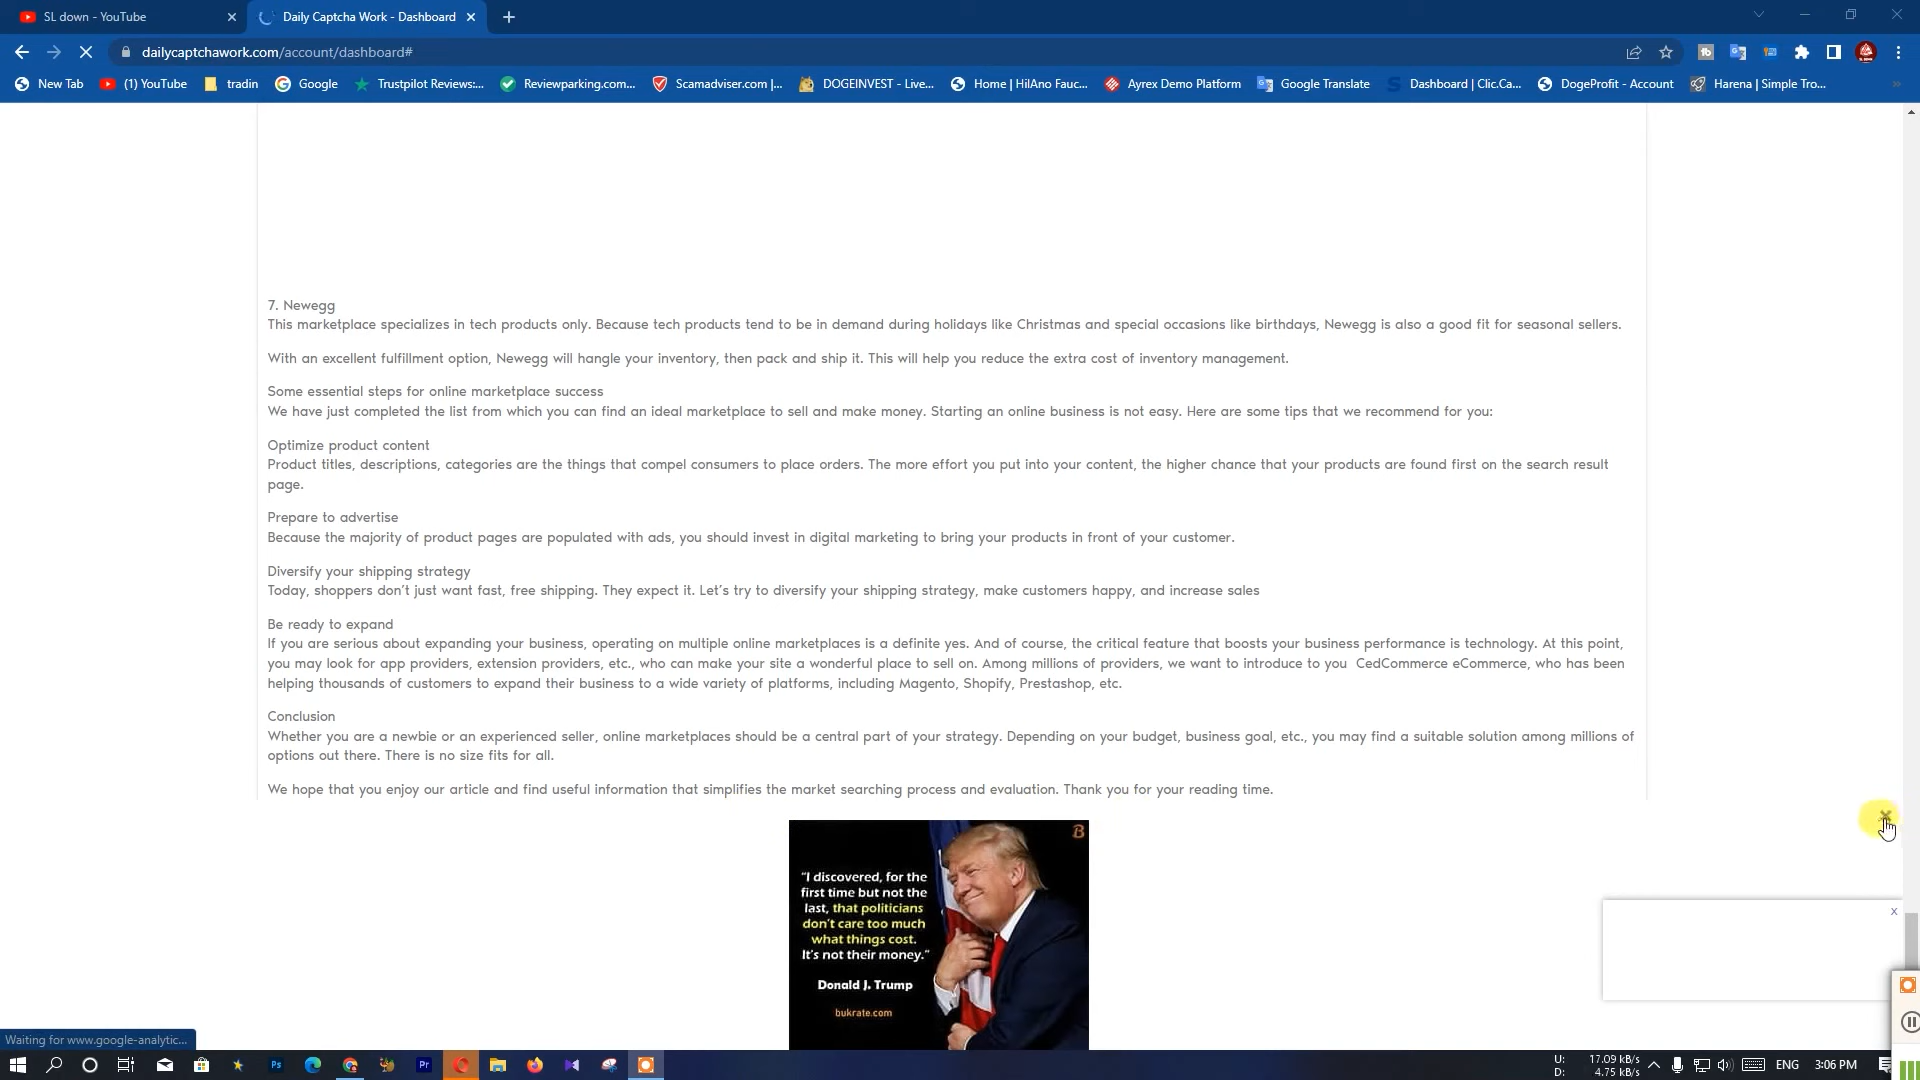 SL down - YouTube
Daily Captcha Work - Dashboard
dailycaptchawork.com/account/dashboard#
New Tab
(1) YouTube
tradin
Google
Trustpilot Reviews:...
Reviewparking.com...
Scamadviser.com |...
DOGEINVEST - Live...
Home | HilAno Fauc...
Ayrex Demo Platform
Google Translate
Dashboard | Clic.Ca...
DogeProfit - Account
Harena | Simple Tro...
7. Newegg
This marketplace specializes in tech products only. Because tech products tend to be in demand during holidays like Christmas and special occasions like birthdays, Newegg is also a good fit for seasonal sellers.
With an excellent fulfillment option, Newegg will hangle your inventory, then pack and ship it. This will help you reduce the extra cost of inventory management.
Some essential steps for online marketplace success
We have just completed the list from which you can find an ideal marketplace to sell and make money. Starting an online business is not easy. Here are some tips that we recommend for you:
Optimize product content
Product titles, descriptions, categories are the things that compel consumers to place orders. The more effort you put into your content, the higher chance that your products are found first on the search result
page.
Prepare to advertise
Because the majority of product pages are populated with ads, you should invest in digital marketing to bring your products in front of your customer.
Diversify your shipping strategy
Today, shoppers don't just want fast, free shipping. They expect it. Let's try to diversify your shipping strategy, make customers happy, and increase sales
Be ready to expand
If you are serious about expanding your business, operating on multiple online marketplaces is a definite yes. And of course, the critical feature that boosts your business performance is technology. At this point,
you may look for app providers, extension providers, etc., who can make your site a wonderful place to sell on. Among millions of providers, we want to introduce to you CedCommerce eCommerce, who has been
helping thousands of customers to expand their business to a wide variety of platforms, including Magento, Shopify, Prestashop, etc.
Conclusion
Whether you are a newbie or an experienced seller, online marketplaces should be a central part of your strategy. Depending on your budget, business goal, etc., you may find a suitable solution among millions of
options out there. There is no size fits for all.
We hope that you enjoy our article and find useful information that simplifies the market searching process and evaluation. Thank you for your reading time.
B
"I discovered, for the
first time but not the
last, that politicians
don't care too much
what things cost.
It's not their money."
Donald J. Trump
bukrate.com
x
Waiting for www.google-analytic...
Ps
Pr
U: 17.09 kB/s
D: 4.75 kB/s
ENG
3:06 PM